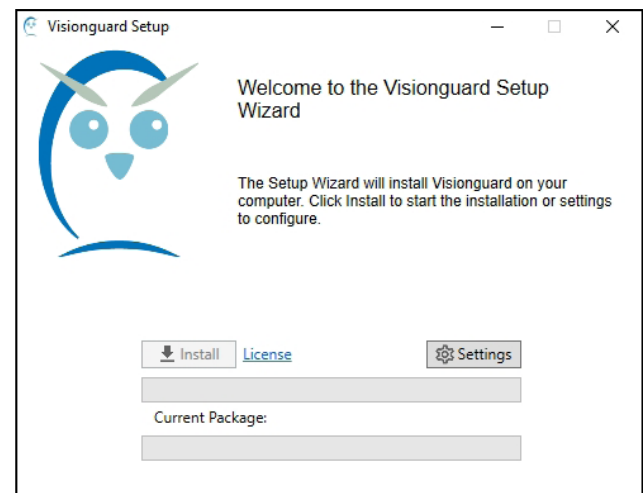 Visionguard Setup
Welcome to the Visionguard Setup
Wizard
The Setup Wizard will install Visionguard on your
computer. Click Install to start the installation or settings
to configure.
Install License Settings
Current Package: